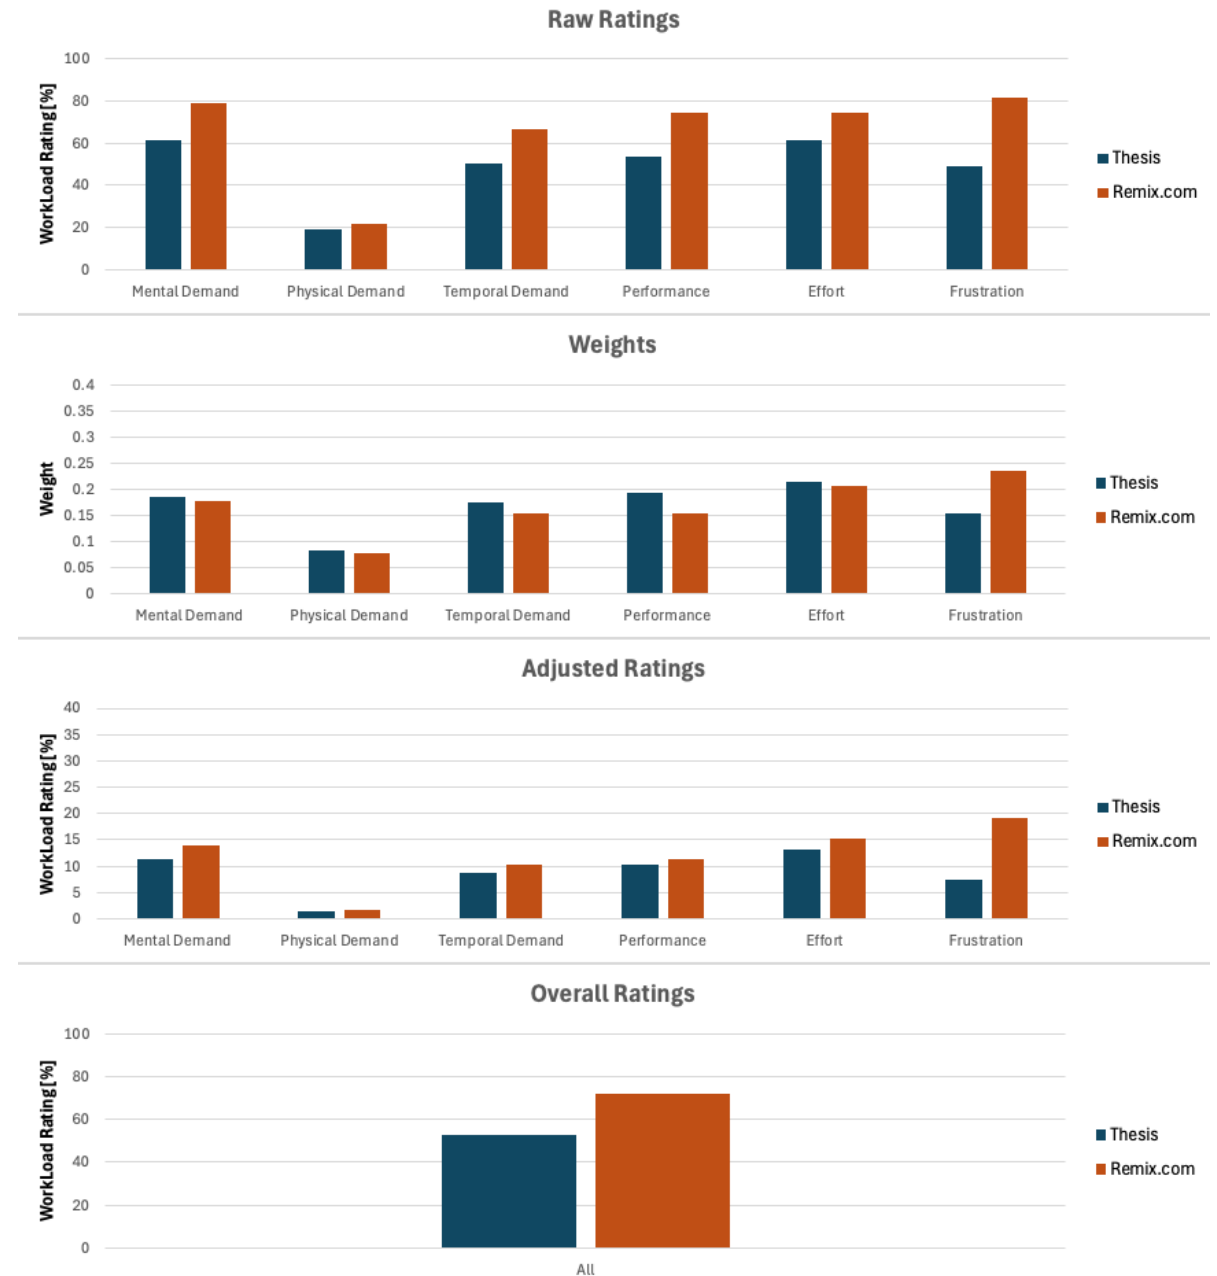 Raw Ratings
WorkLoad Rating [%]
100
80
60
40
20
0
Mental Demand Physical Demand Temporal Demand Performance Effort Frustration
Thesis
Remix.com
Weights
Weight
0.4
0.35
0.3
0.25
0.2
0.15
0.1
0.05
0
Mental Demand Physical Demand Temporal Demand Performance Effort Frustration
Thesis
Remix.com
Adjusted Ratings
WorkLoad Rating [%]
40
35
30
25
20
15
10
5
0
Mental Demand Physical Demand Temporal Demand Performance Effort Frustration
Thesis
Remix.com
Overall Ratings
WorkLoad Rating [%]
100
80
60
40
20
0
All
Thesis
Remix.com